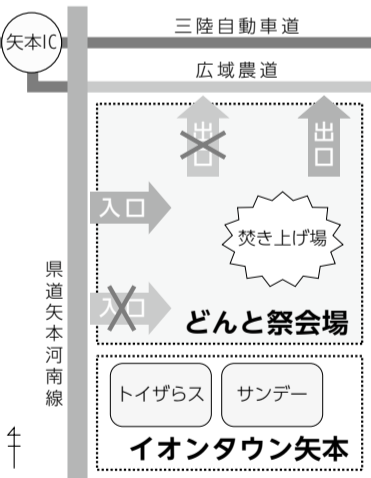 三陸自動車道
矢本IC
広域農道
出口
出口
入口
焚き上げ場
入口
どんと祭会場
県道矢本河南線
トイザらス
サンデー
イオンタウン矢本